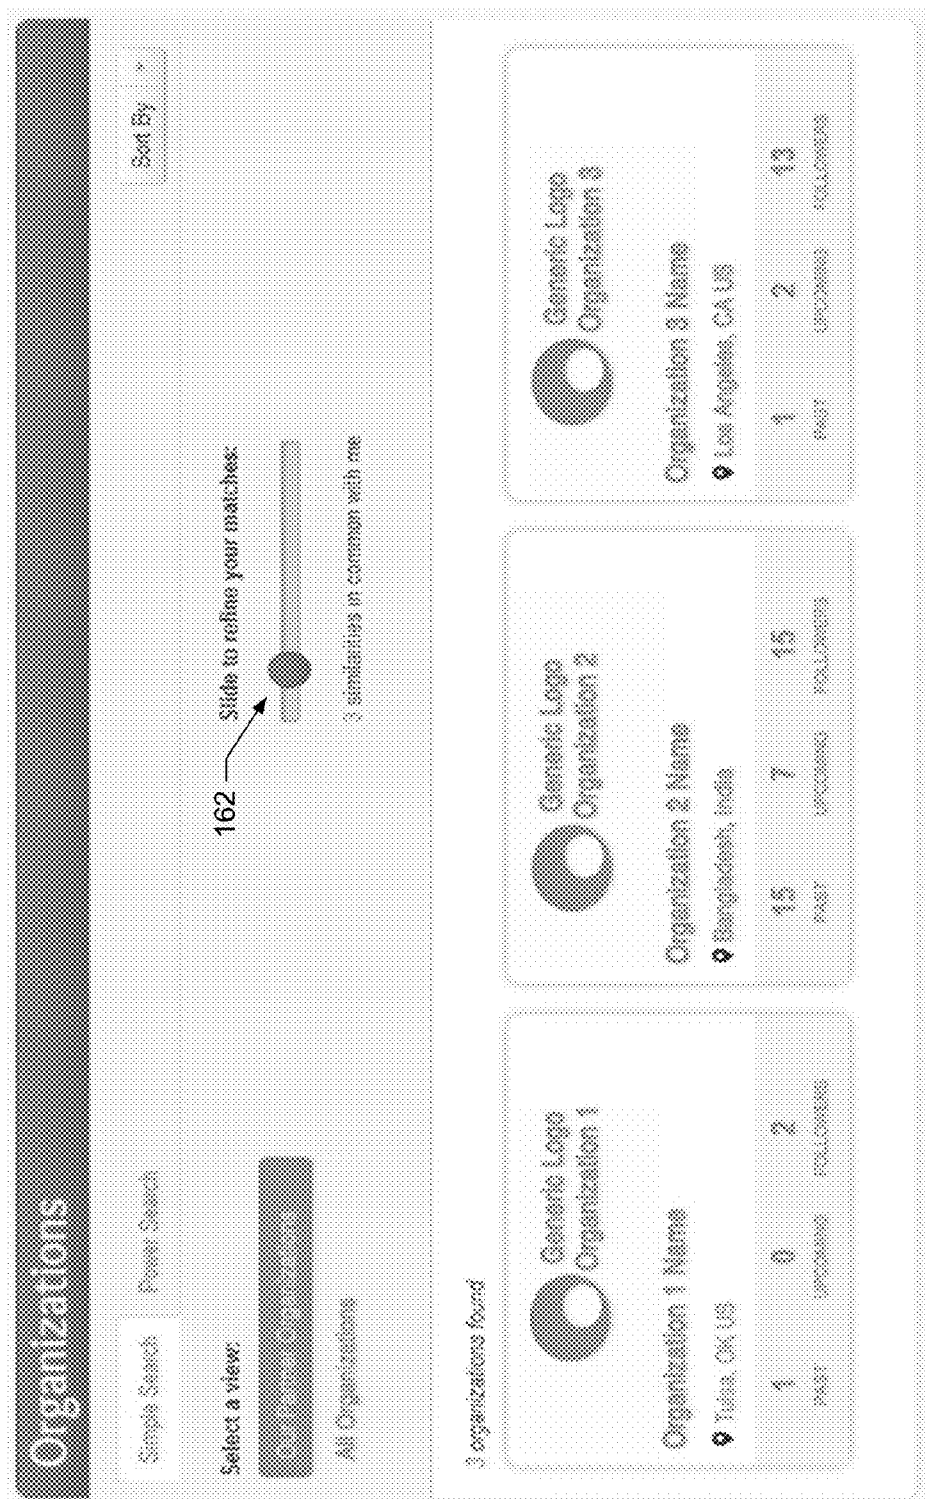 Organizations
Simple Search
Power Search
Sort By
Select a view:
All Organizations
Slide to refine your matches:
162
3 similarities in common with me
3 organizations found
Generic Logo
Organization 1
Organization 1 Name
Tulsa, OK US
1 0 2
PAST UPCOMING FOLLOWERS
Generic Logo
Organization 2
Organization 2 Name
Bangladesh, India
15 7 15
PAST UPCOMING FOLLOWERS
Generic Logo
Organization 3
Organization 3 Name
Los Angeles, CA US
1 2 13
PAST UPCOMING FOLLOWERS